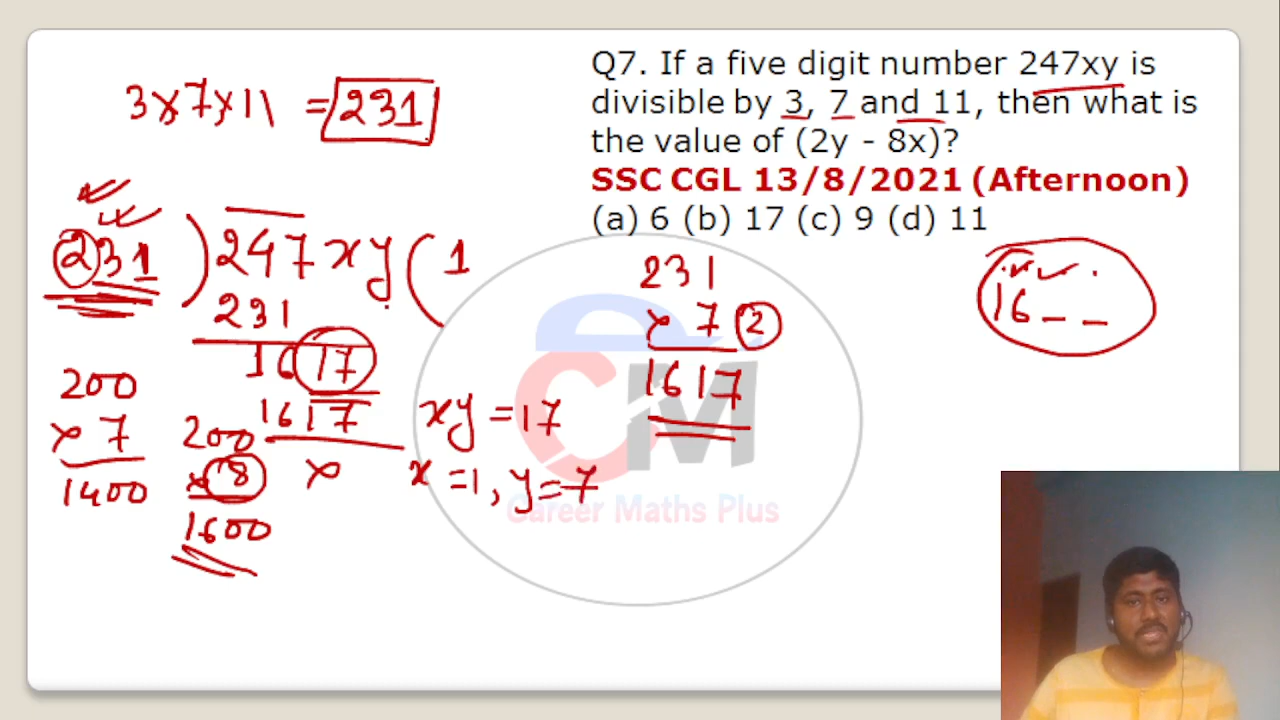 Q7. If a five digit number 247xy is
divisible by 3, 7 and 11, then what is
the value of (2y - 8x)?
SSC CGL 13/8/2021 (Afternoon)
(a) 6 (b) 17 (c) 9 (d) 11
3 x 7 x 11 = 231
231 ) 247xy ( 1
231
1617
1617
x
200
x 7
1400
200
x 8
1600
xy = 17
x = 1, y = 7
231
x 7 2
1617
16 _ _
CM
Career Maths Plus